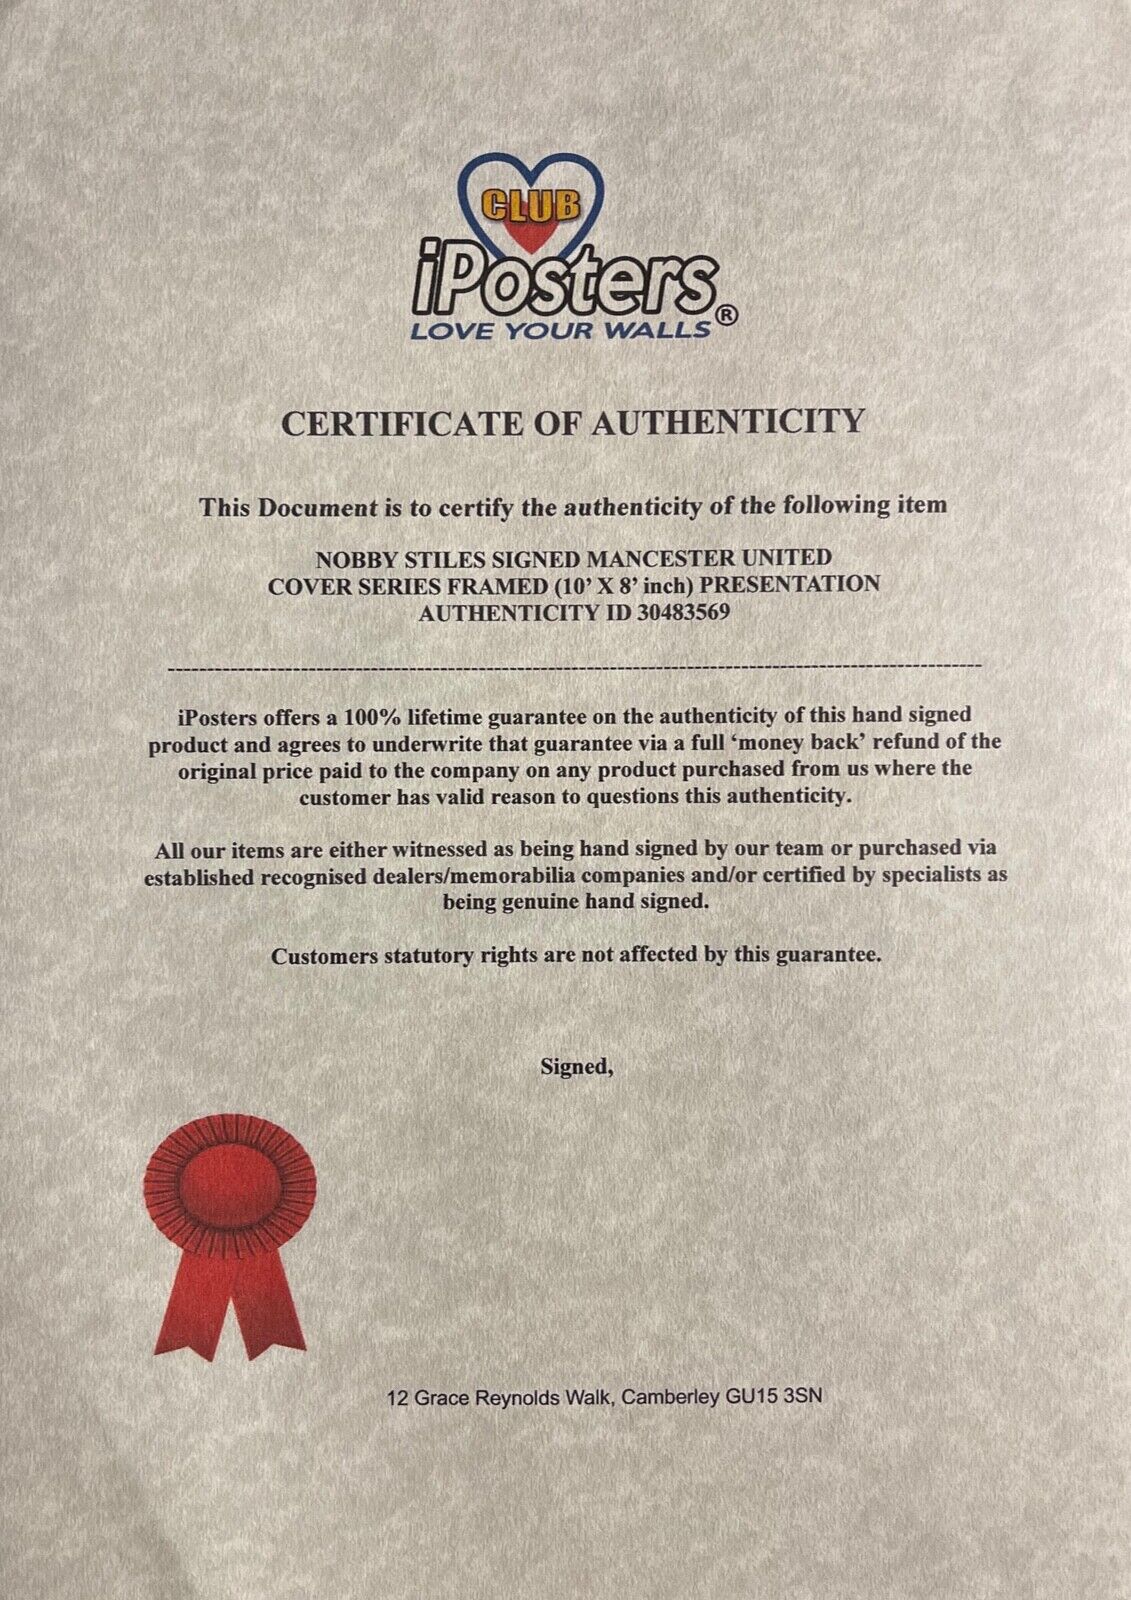 CLUB
iPosters®
LOVE YOUR WALLS
CERTIFICATE OF AUTHENTICITY
This Document is to certify the authenticity of the following item
NOBBY STILES SIGNED MANCESTER UNITED
COVER SERIES FRAMED (10’ X 8’ inch) PRESENTATION
AUTHENTICITY ID 30483569
iPosters offers a 100% lifetime guarantee on the authenticity of this hand signed
product and agrees to underwrite that guarantee via a full ‘money back’ refund of the
original price paid to the company on any product purchased from us where the
customer has valid reason to questions this authenticity.
All our items are either witnessed as being hand signed by our team or purchased via
established recognised dealers/memorabilia companies and/or certified by specialists as
being genuine hand signed.
Customers statutory rights are not affected by this guarantee.
Signed,
12 Grace Reynolds Walk, Camberley GU15 3SN